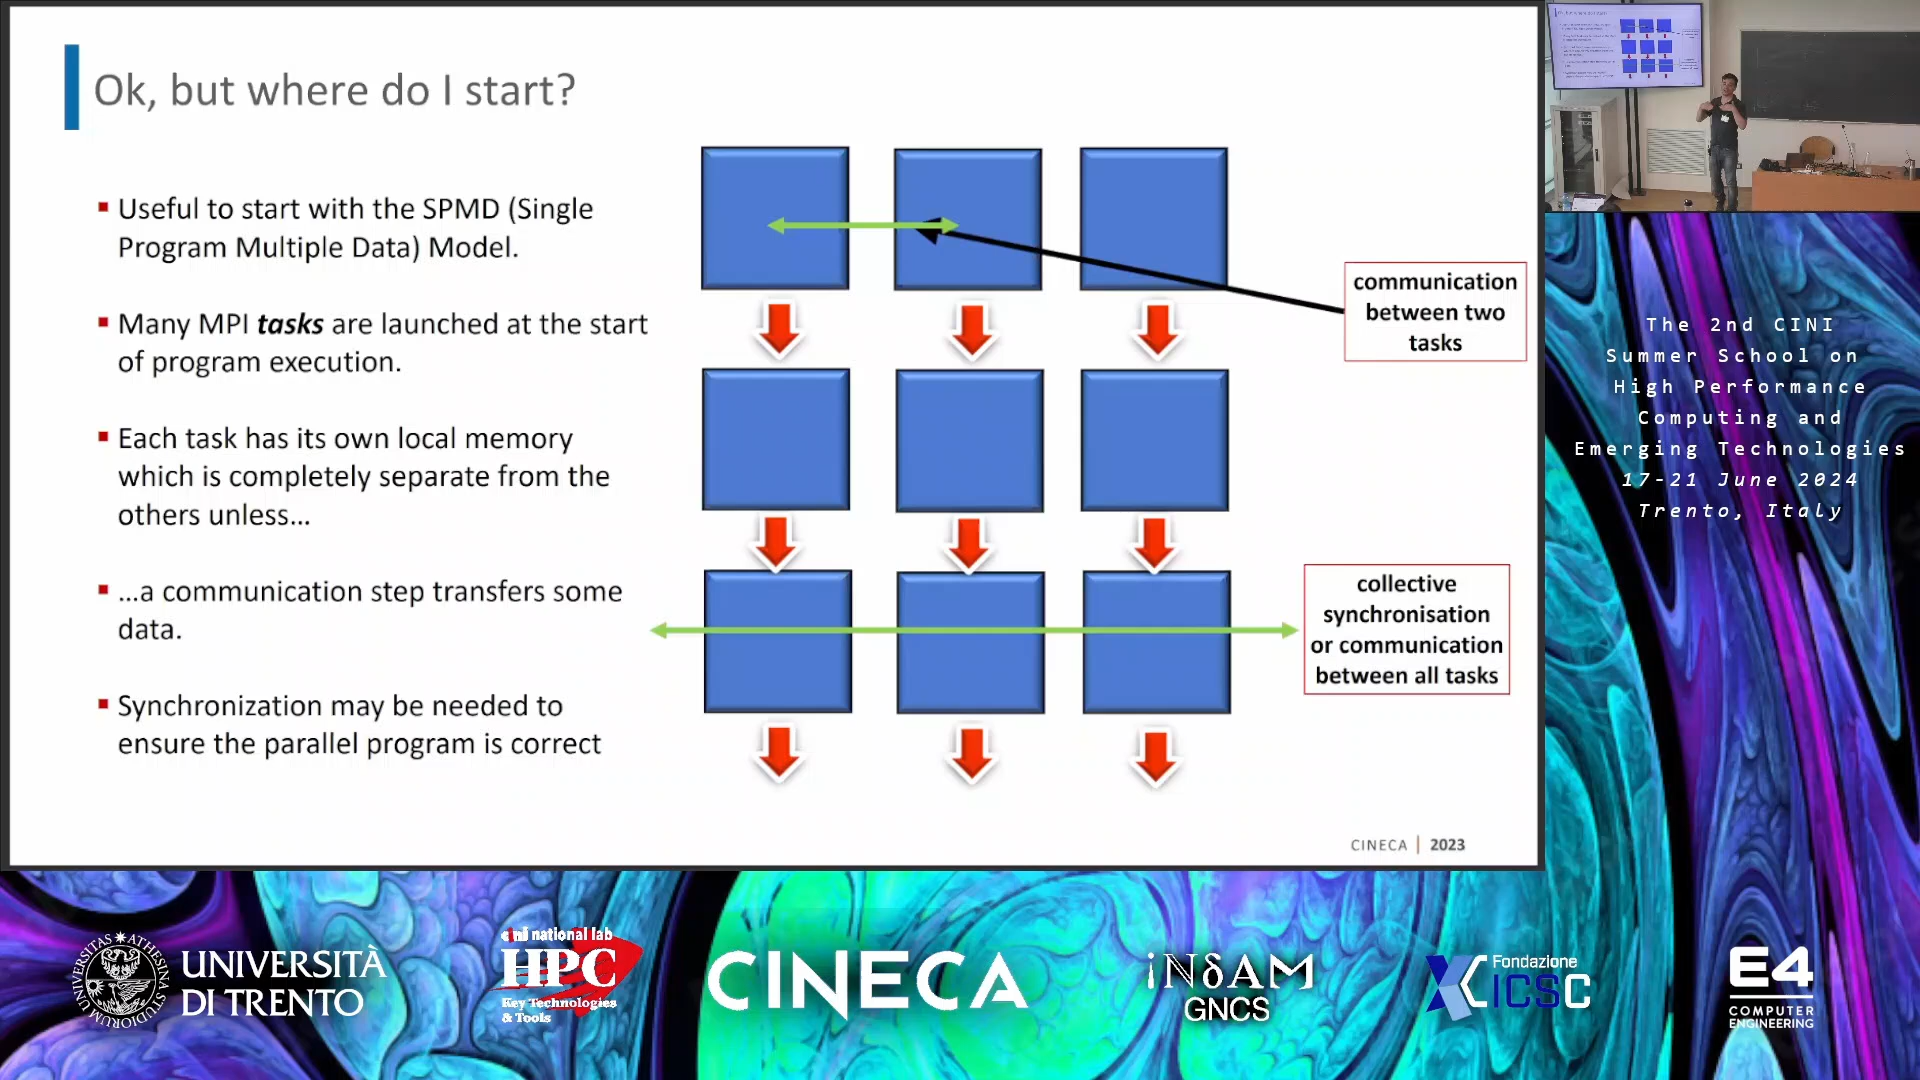 Ok, but where do I start?
▪ Useful to start with the SPMD (Single
Program Multiple Data) Model.
▪ Many MPI tasks are launched at the start
of program execution.
▪ Each task has its own local memory
which is completely separate from the
others unless...
▪ ...a communication step transfers some
data.
▪ Synchronization may be needed to
ensure the parallel program is correct
communication
between two
tasks
collective
synchronisation
or communication
between all tasks
CINECA | 2023
The 2nd CINI
Summer School on
High Performance
Computing and
Emerging Technologies
17-21 June 2024
Trento, Italy
UNIVERSITÀ
DI TRENTO
cini national lab
HPC
Key Technologies
& Tools
CINECA
iNδAM
GNCS
Fondazione
ICSC
E4
COMPUTER
ENGINEERING